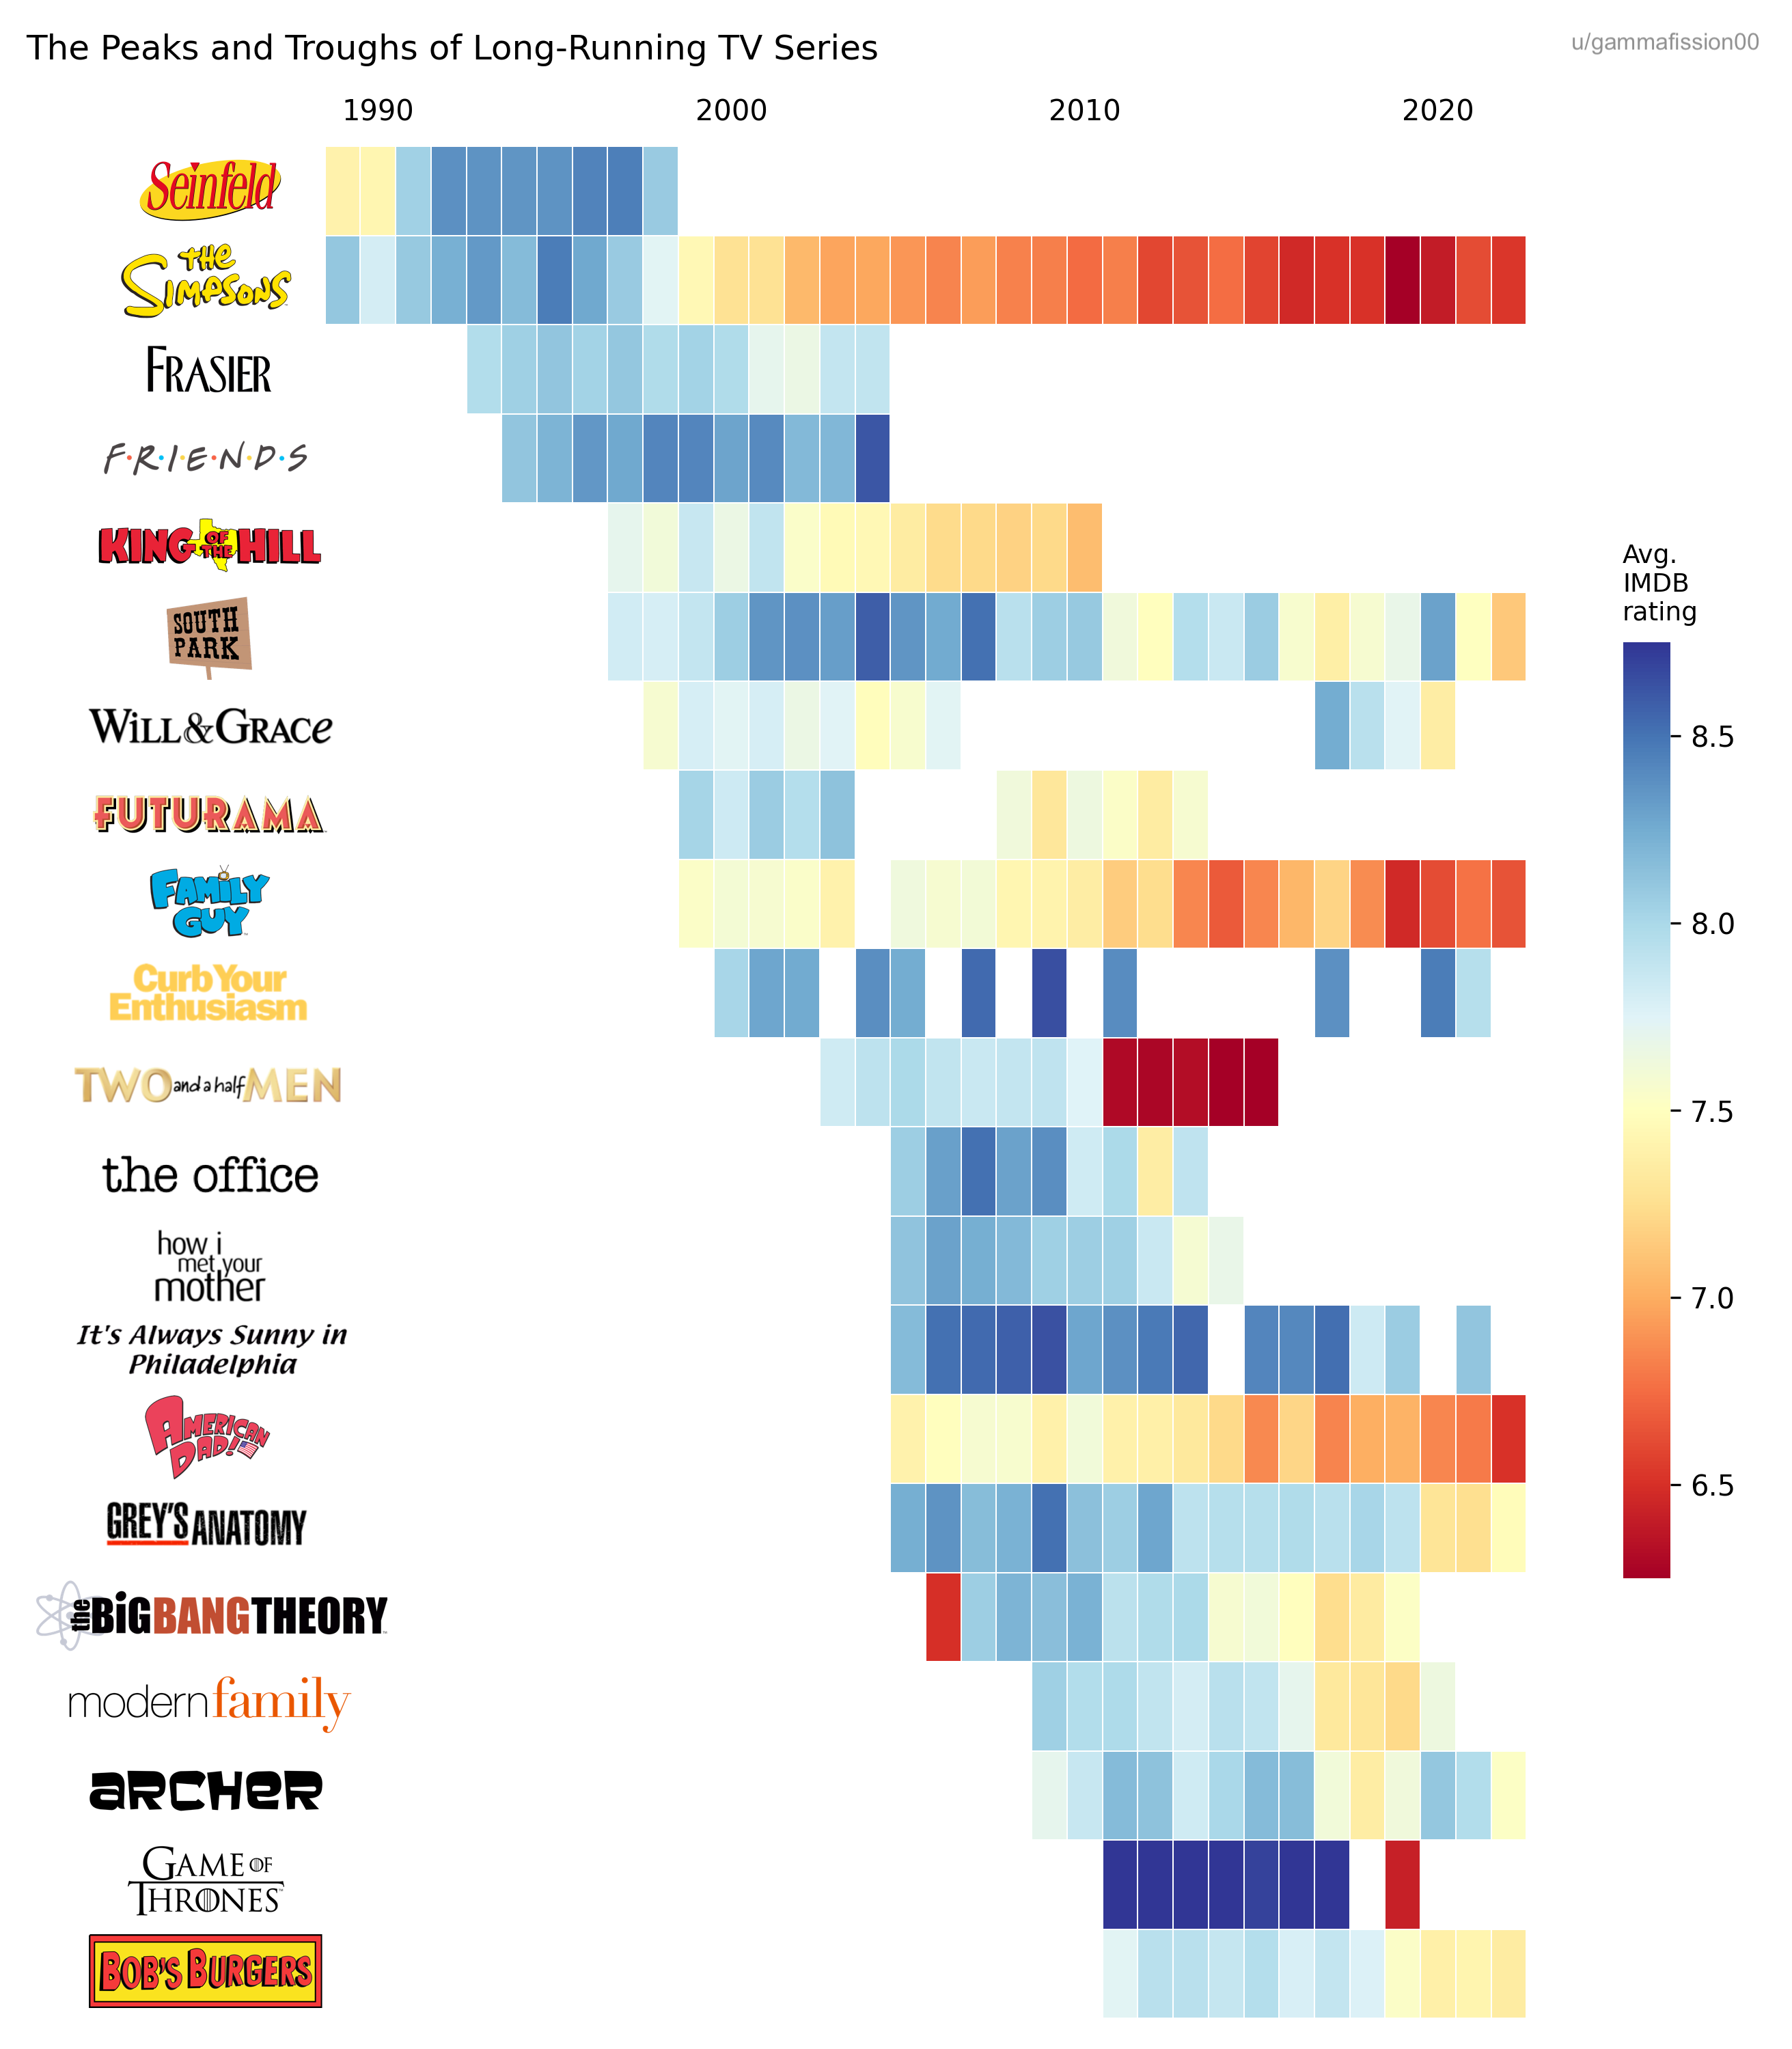 The Peaks and Troughs of Long-Running TV Series
u/gammafission00
1990 2000 2010 2020
Seinfeld
THE
SIMPSONS
FRASIER
F•R•I•E•N•D•S
KING OF THE HILL
SOUTH
PARK
WiLL&GRACe
FUTURAMA
FAMiLY
GUY
Curb Your
Enthusiasm
TWO and a half MEN
the office
how i
met your
mother
It's Always Sunny in
Philadelphia
AMERICAN
DAD!
GREY'S ANATOMY
the BiG BANG THEORY
modern family
ARCHER
GAME OF
THRONES
BOB'S BURGERS
Avg.
IMDB
rating
8.5
8.0
7.5
7.0
6.5